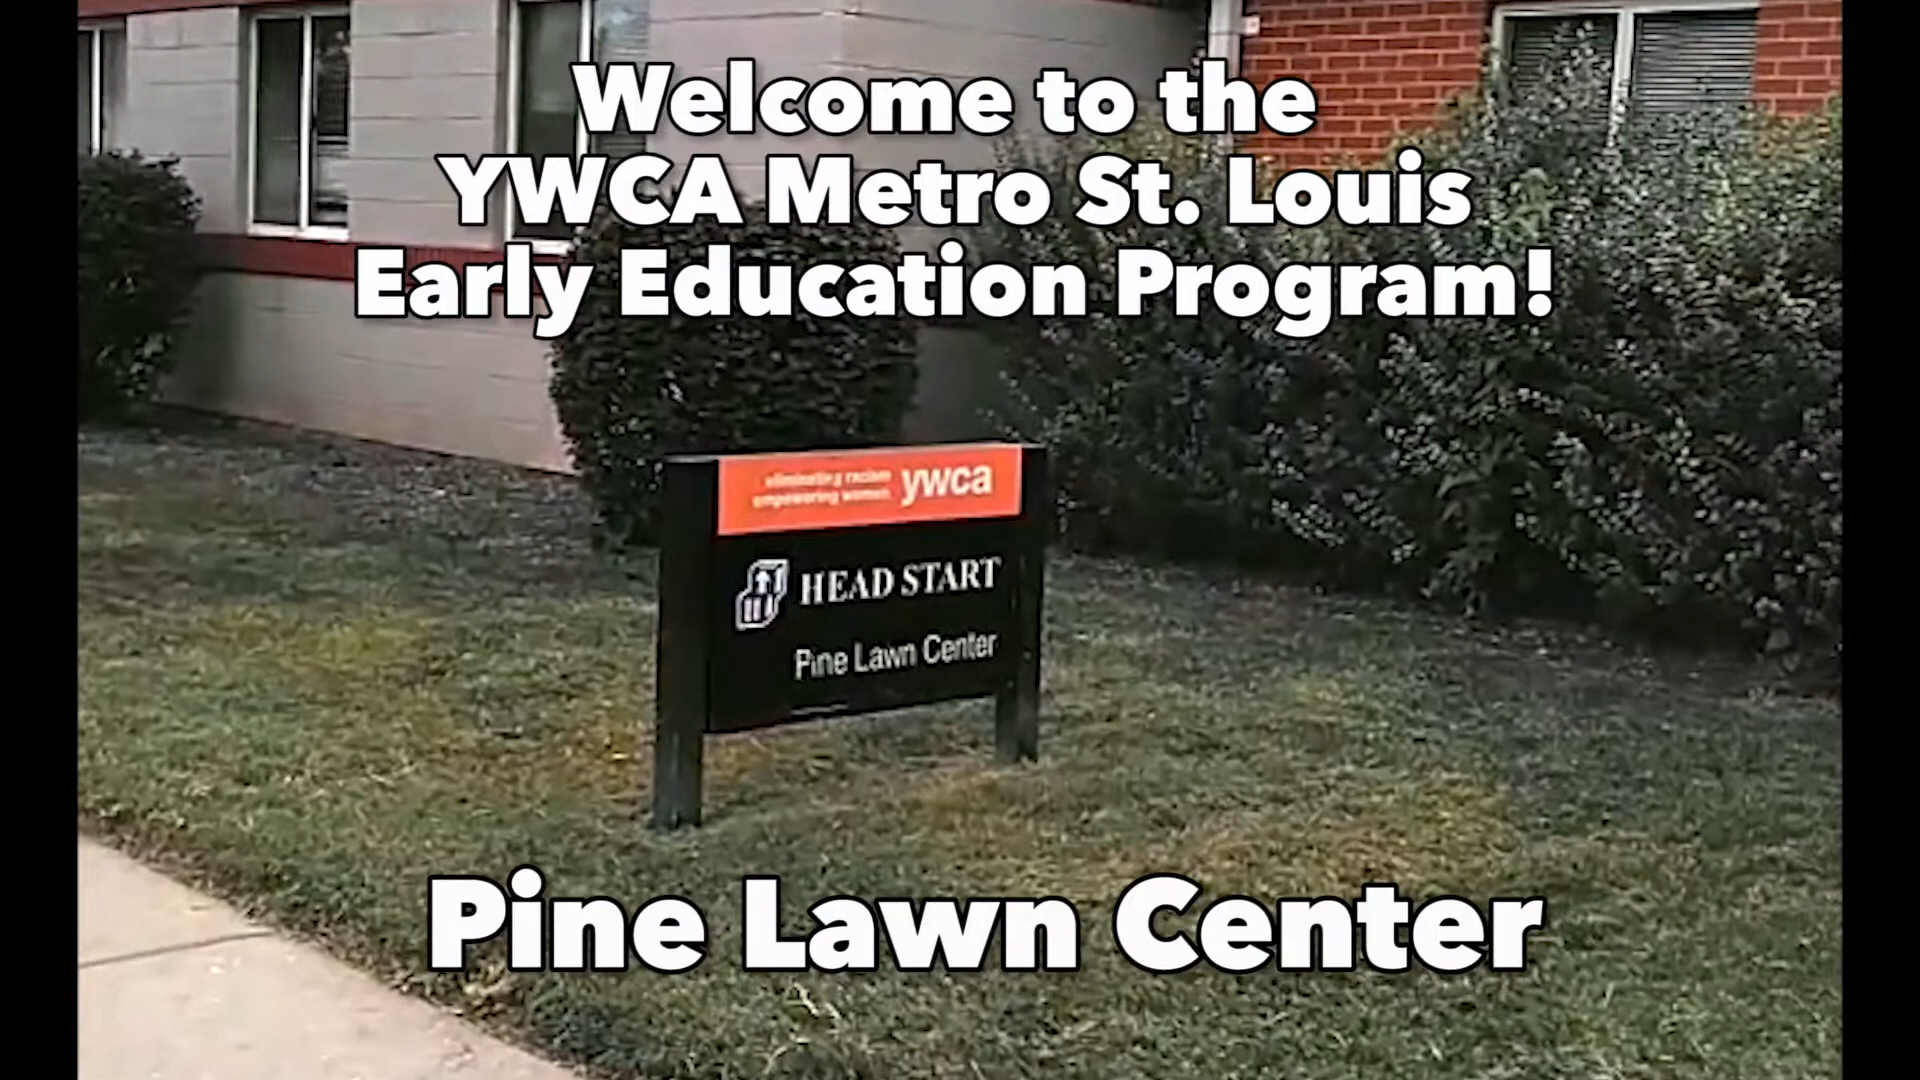 Welcome to the
YWCA Metro St. Louis
Early Education Program!
eliminating racism
empowering women
ywca
HEAD START
Pine Lawn Center
Pine Lawn Center